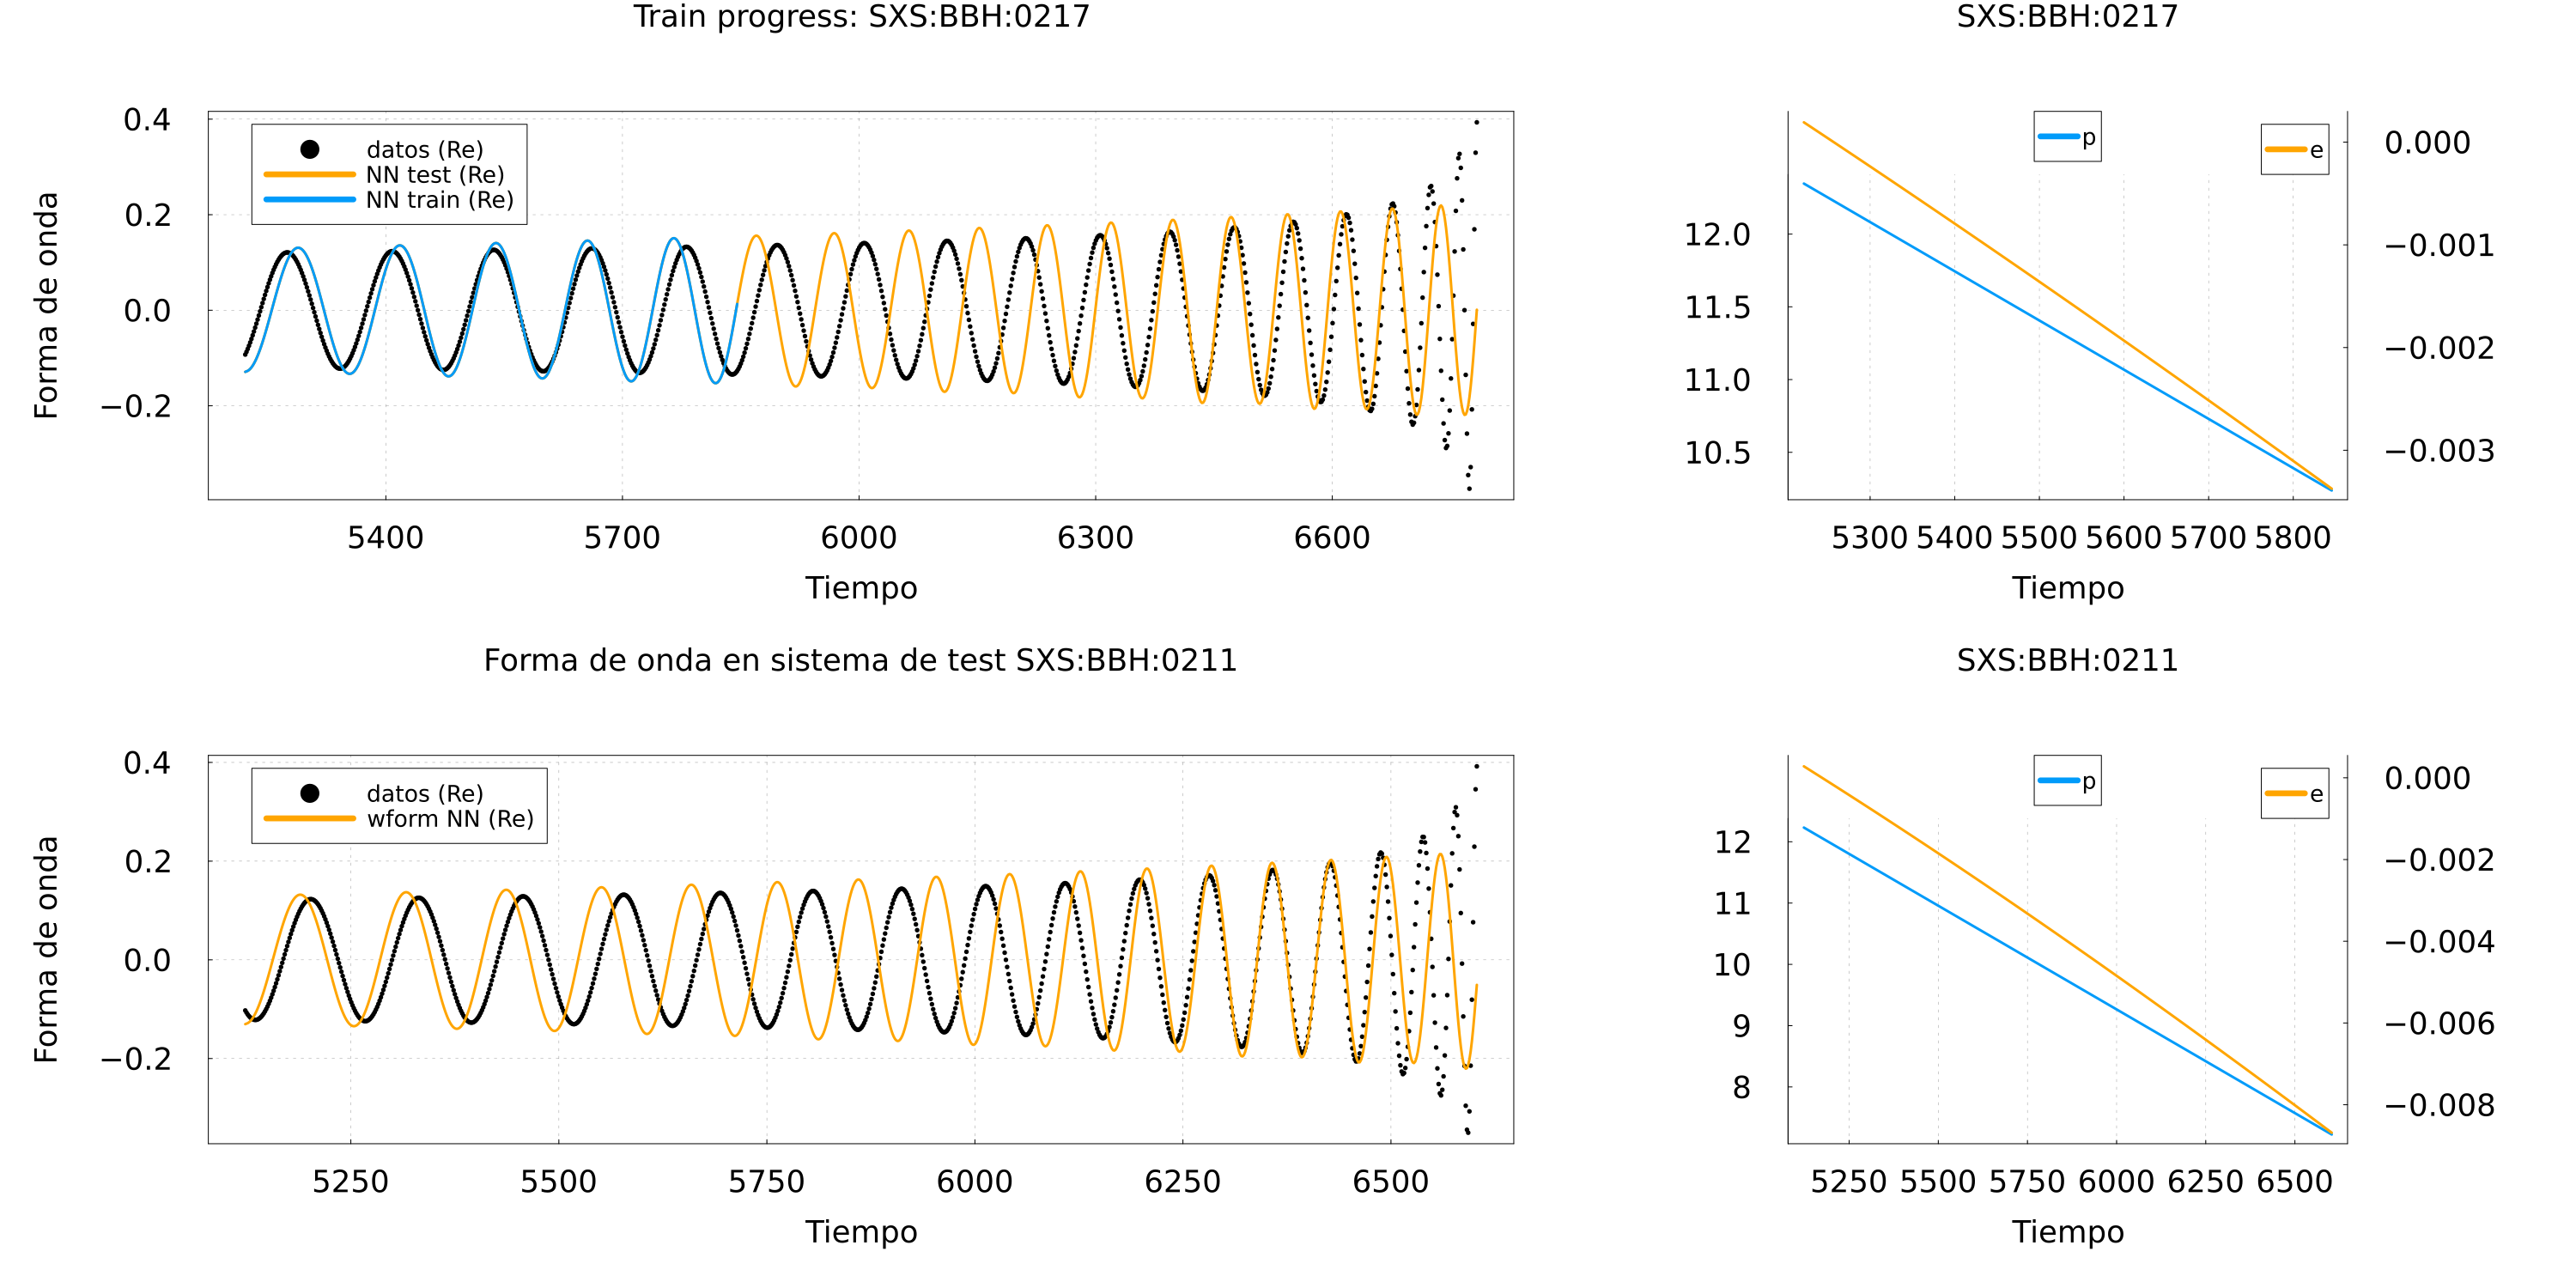 Train progress: SXS:BBH:0217
Forma de onda
0.4
0.2
0.0
−0.2
datos (Re)
NN test (Re)
NN train (Re)
5400 5700 6000 6300 6600
Tiempo
SXS:BBH:0217
12.0
11.5
11.0
10.5
p
e
0.000
−0.001
−0.002
−0.003
5300 5400 5500 5600 5700 5800
Tiempo
Forma de onda en sistema de test SXS:BBH:0211
Forma de onda
0.4
0.2
0.0
−0.2
datos (Re)
wform NN (Re)
5250 5500 5750 6000 6250 6500
Tiempo
SXS:BBH:0211
12
11
10
9
8
p
e
0.000
−0.002
−0.004
−0.006
−0.008
5250 5500 5750 6000 6250 6500
Tiempo